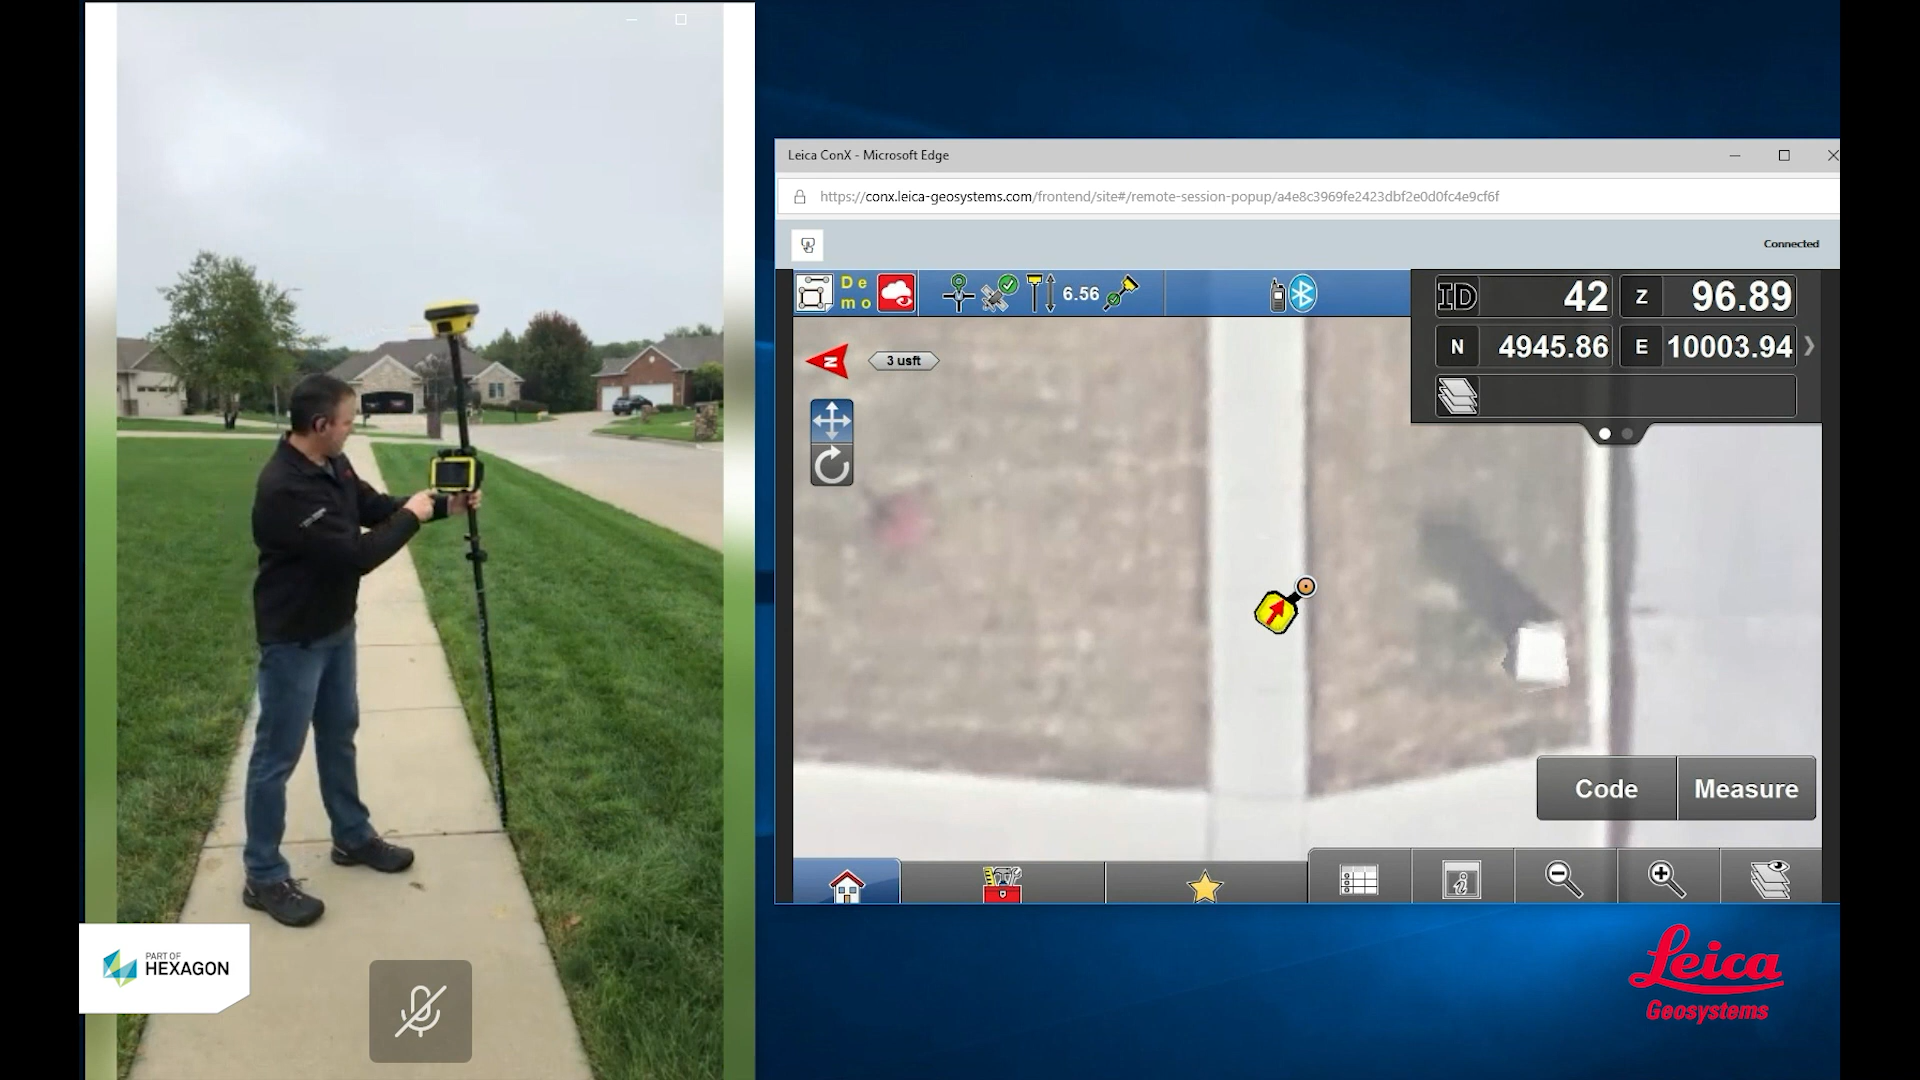 Leica ConX - Microsoft Edge
https://conx.leica-geosystems.com/frontend/site#/remote-session-popup/a4e8c3969fe2423dbf2e0d0fc4e9cf6f
Connected
De
mo
6.56
ID 42 Z 96.89
N 4945.86 E 10003.94
N 3 usft
Code Measure
PART OF
HEXAGON
Leica
Geosystems